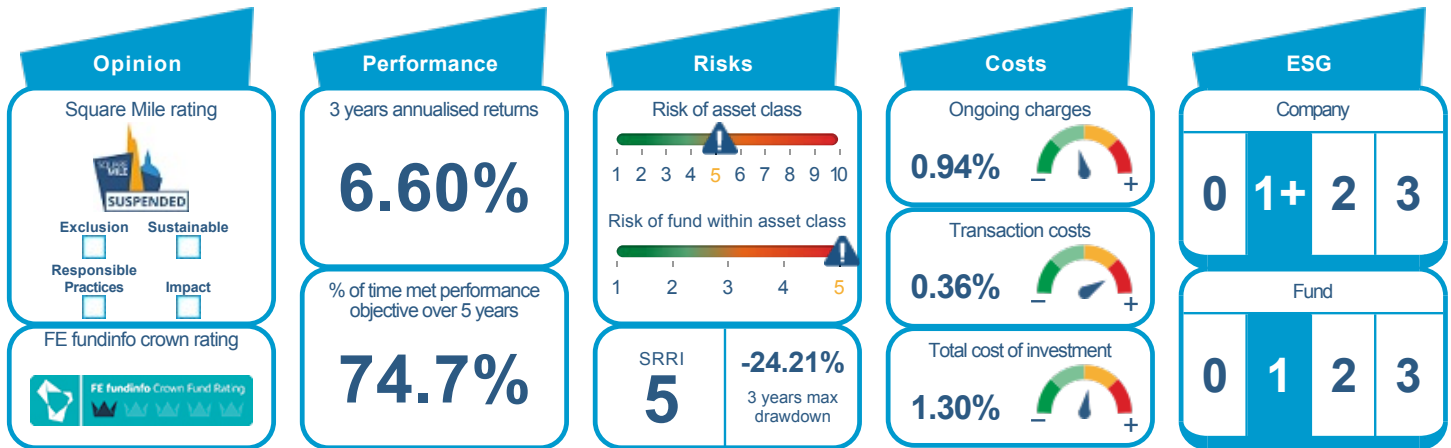 Opinion
Square Mile rating
SQUARE
MILE
SUSPENDED
Exclusion Sustainable
Responsible
Practices Impact
FE fundinfo crown rating
FE fundinfo Crown Fund Rating
Performance
3 years annualised returns
6.60%
% of time met performance
objective over 5 years
74.7%
Risks
Risk of asset class
1 2 3 4 5 6 7 8 9 10
Risk of fund within asset class
1 2 3 4 5
SRRI
5
-24.21%
3 years max
drawdown
Costs
Ongoing charges
0.94%
– +
Transaction costs
0.36%
– +
Total cost of investment
1.30%
– +
ESG
Company
0 1+ 2 3
Fund
0 1 2 3